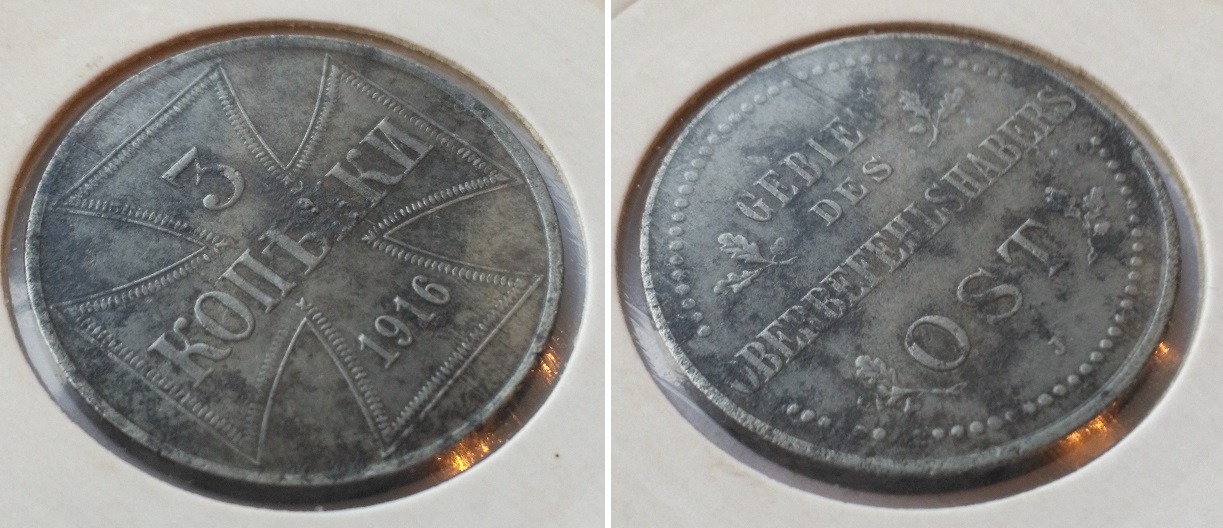 3
КОПѢЙКИ
1916
GEBIET
DES
OBERBEFEHLSHABERS
OST
J